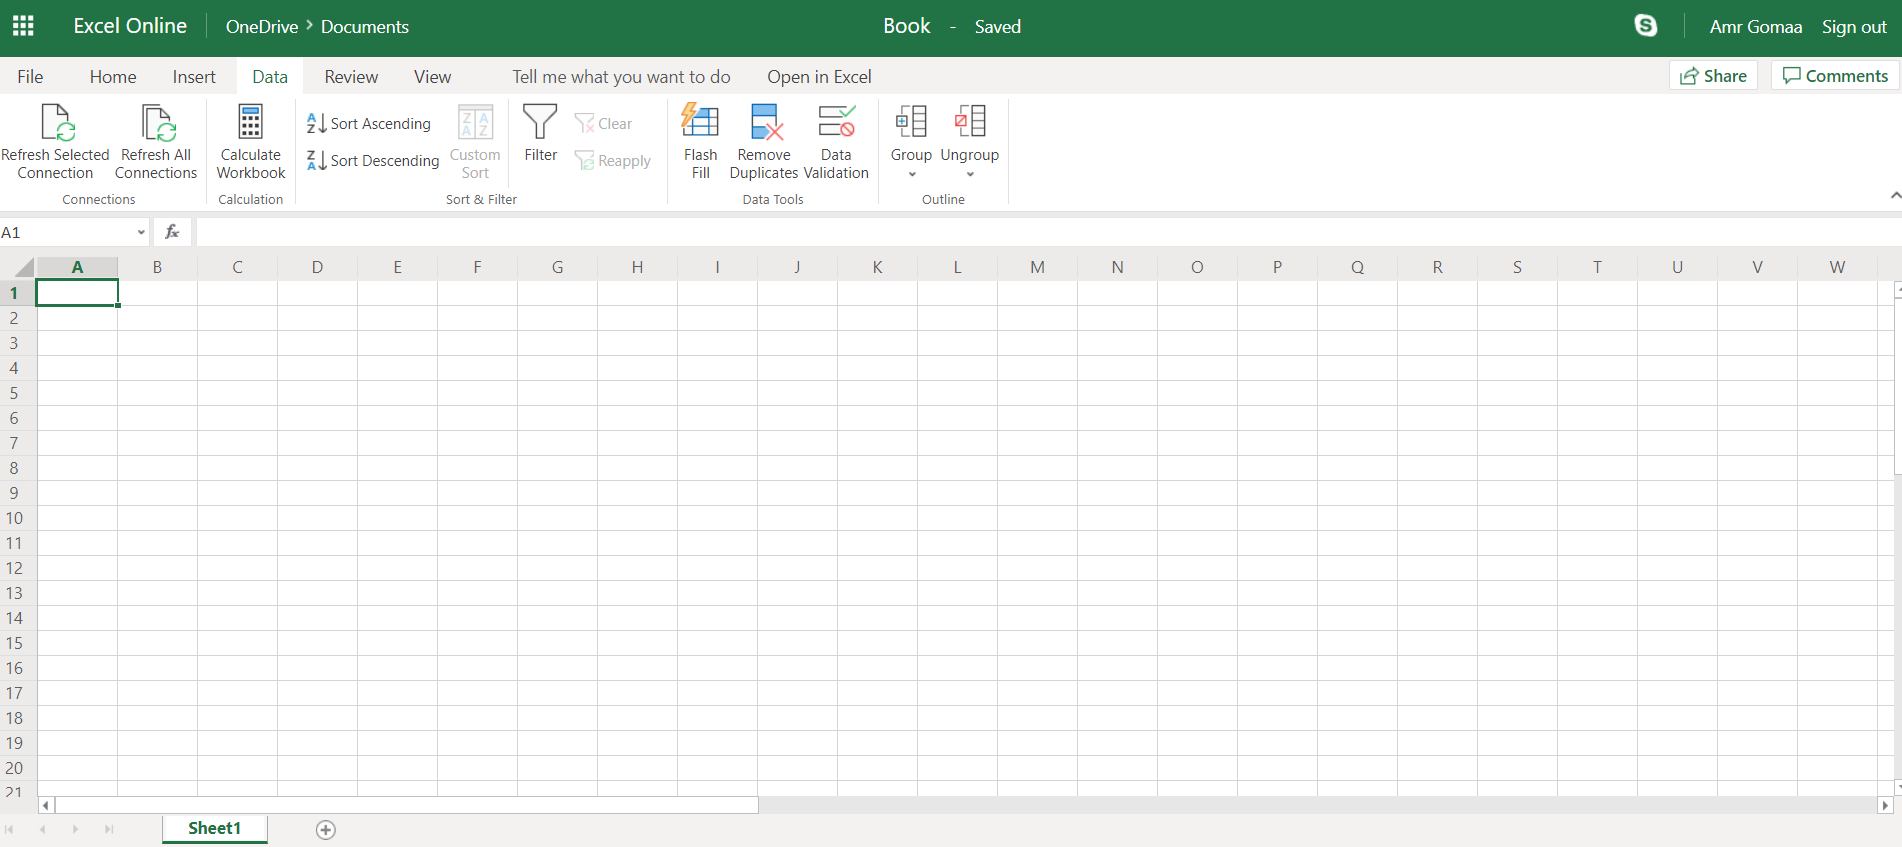 Excel Online OneDrive > Documents Book - Saved Amr Gomaa Sign out
File Home Insert Data Review View Tell me what you want to do Open in Excel Share Comments
Refresh Selected Connection
Refresh All Connections
Connections
Calculate Workbook
Calculation
Sort Ascending
Sort Descending
Custom Sort
Filter
Clear
Reapply
Sort & Filter
Flash Fill
Remove Duplicates
Data Validation
Data Tools
Group
Ungroup
Outline
A1 fx
A B C D E F G H I J K L M N O P Q R S T U V W
1
2
3
4
5
6
7
8
9
10
11
12
13
14
15
16
17
18
19
20
21
Sheet1